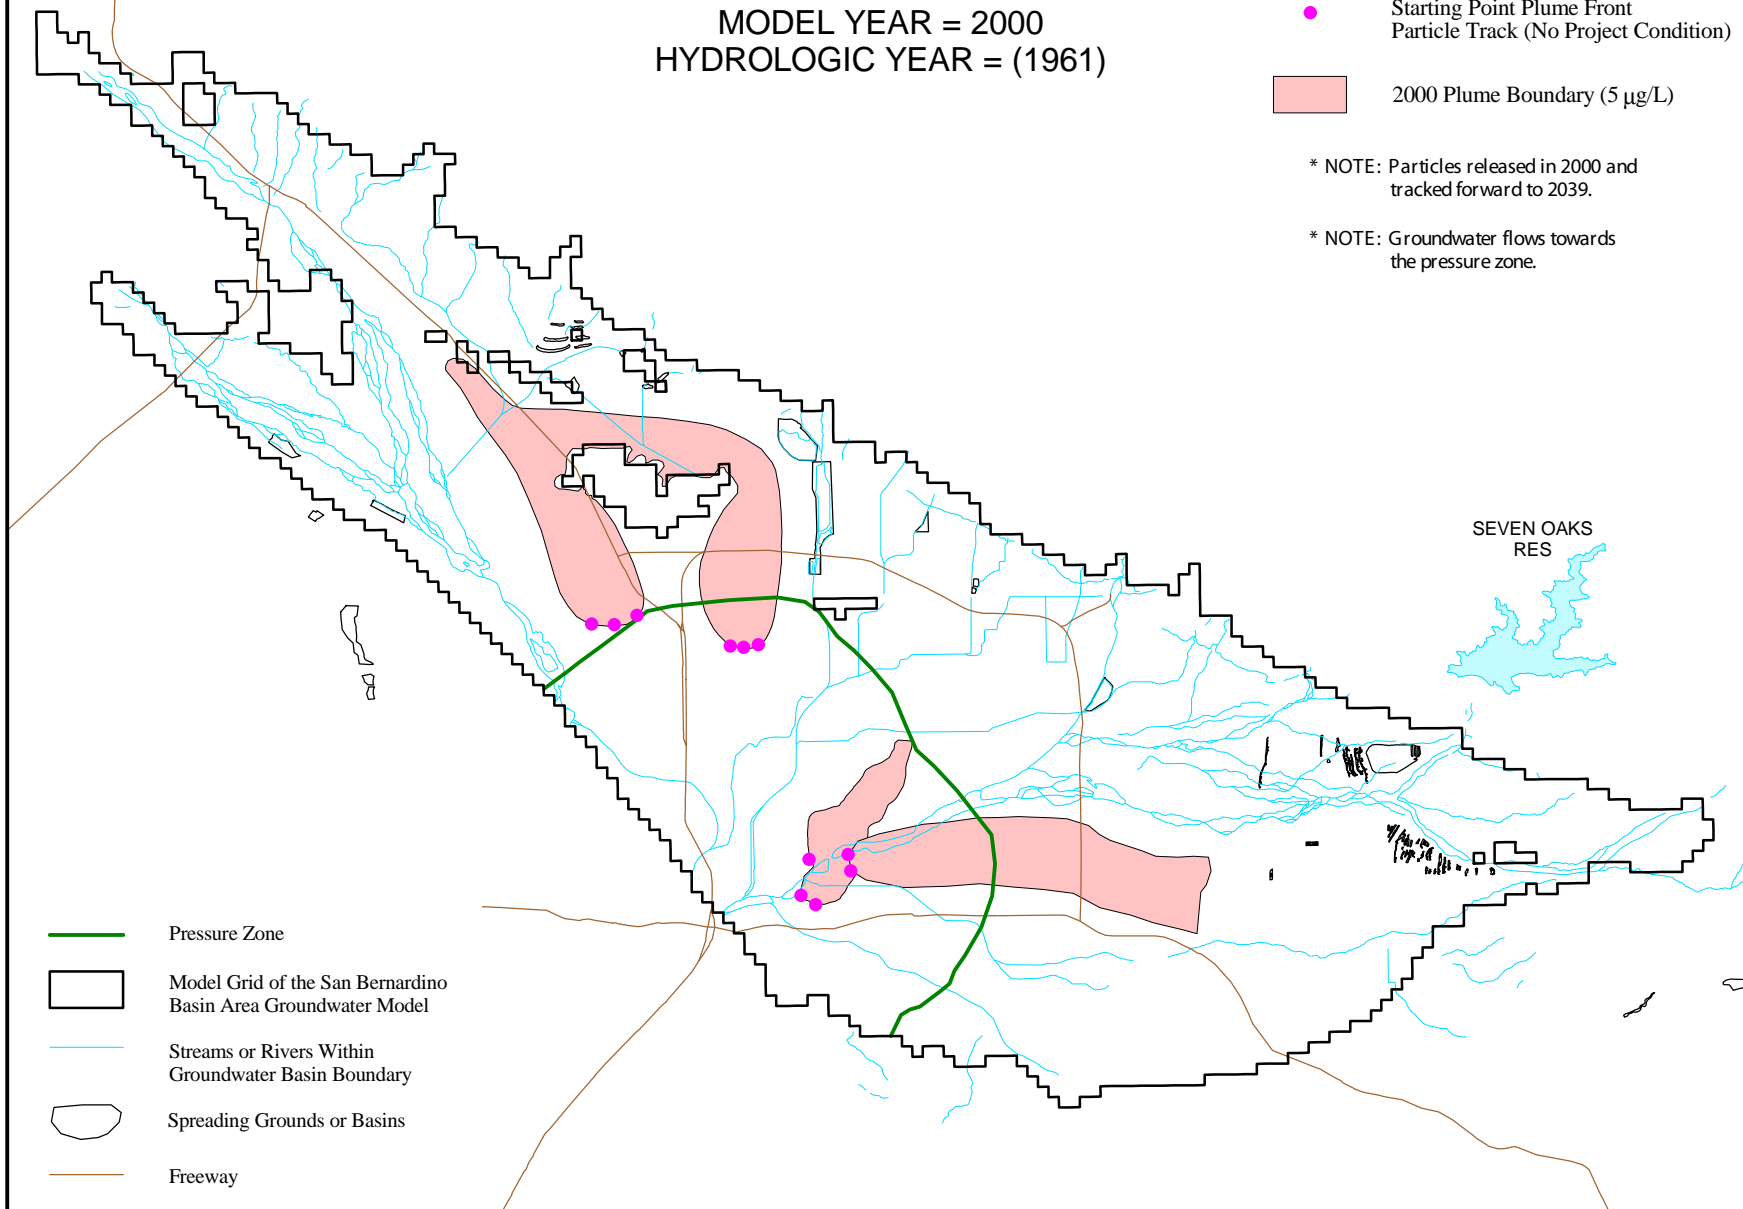 MODEL YEAR = 2000
HYDROLOGIC YEAR = (1961)
Starting Point Plume Front
Particle Track (No Project Condition)
2000 Plume Boundary (5 µg/L)
* NOTE: Particles released in 2000 and
tracked forward to 2039.
* NOTE: Groundwater flows towards
the pressure zone.
SEVEN OAKS
RES
Pressure Zone
Model Grid of the San Bernardino
Basin Area Groundwater Model
Streams or Rivers Within
Groundwater Basin Boundary
Spreading Grounds or Basins
Freeway